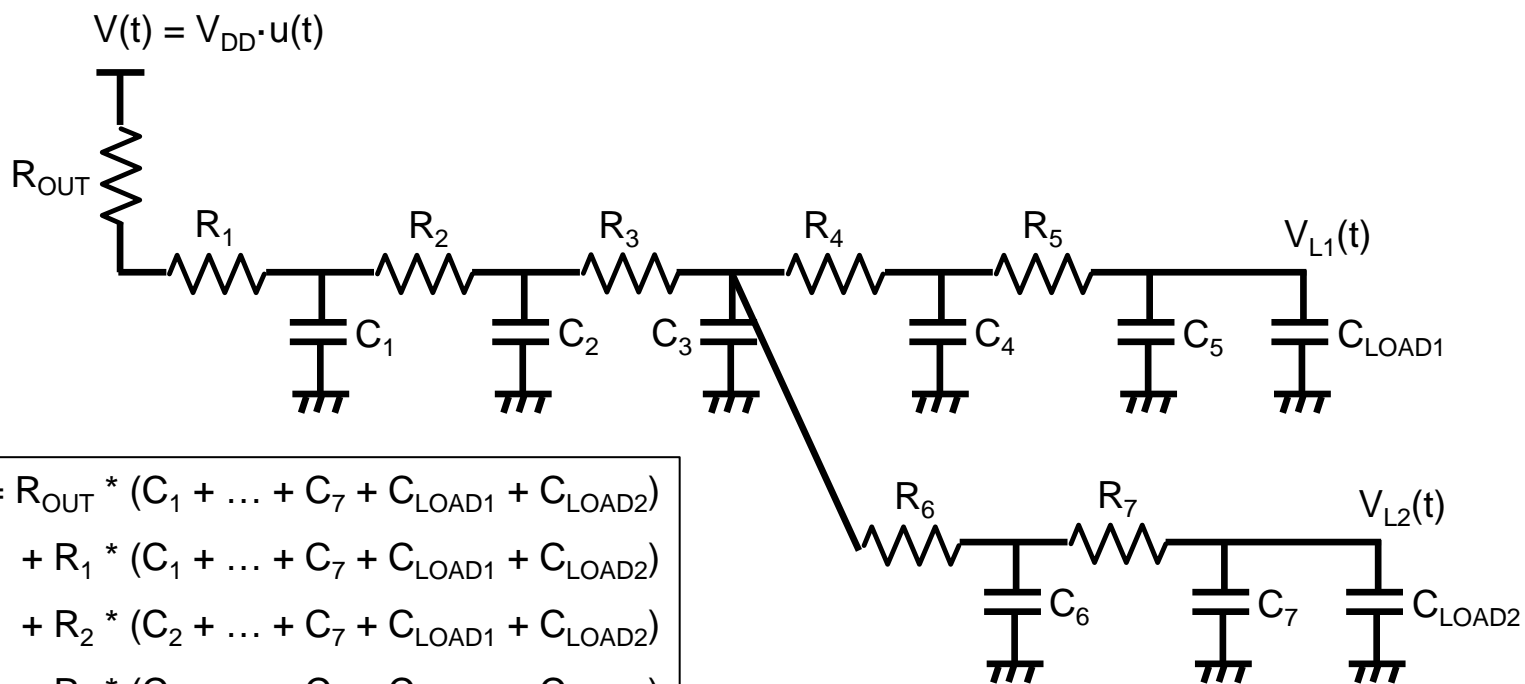 V(t) = V_DD·u(t)
R_OUT
R_1 R_2 R_3 R_4 R_5 V_L1(t)
C_1 C_2 C_3 C_4 C_5 C_LOAD1
= R_OUT * (C_1 + … + C_7 + C_LOAD1 + C_LOAD2)
+ R_1 * (C_1 + … + C_7 + C_LOAD1 + C_LOAD2)
+ R_2 * (C_2 + … + C_7 + C_LOAD1 + C_LOAD2)
R_6 R_7 V_L2(t)
C_6 C_7 C_LOAD2